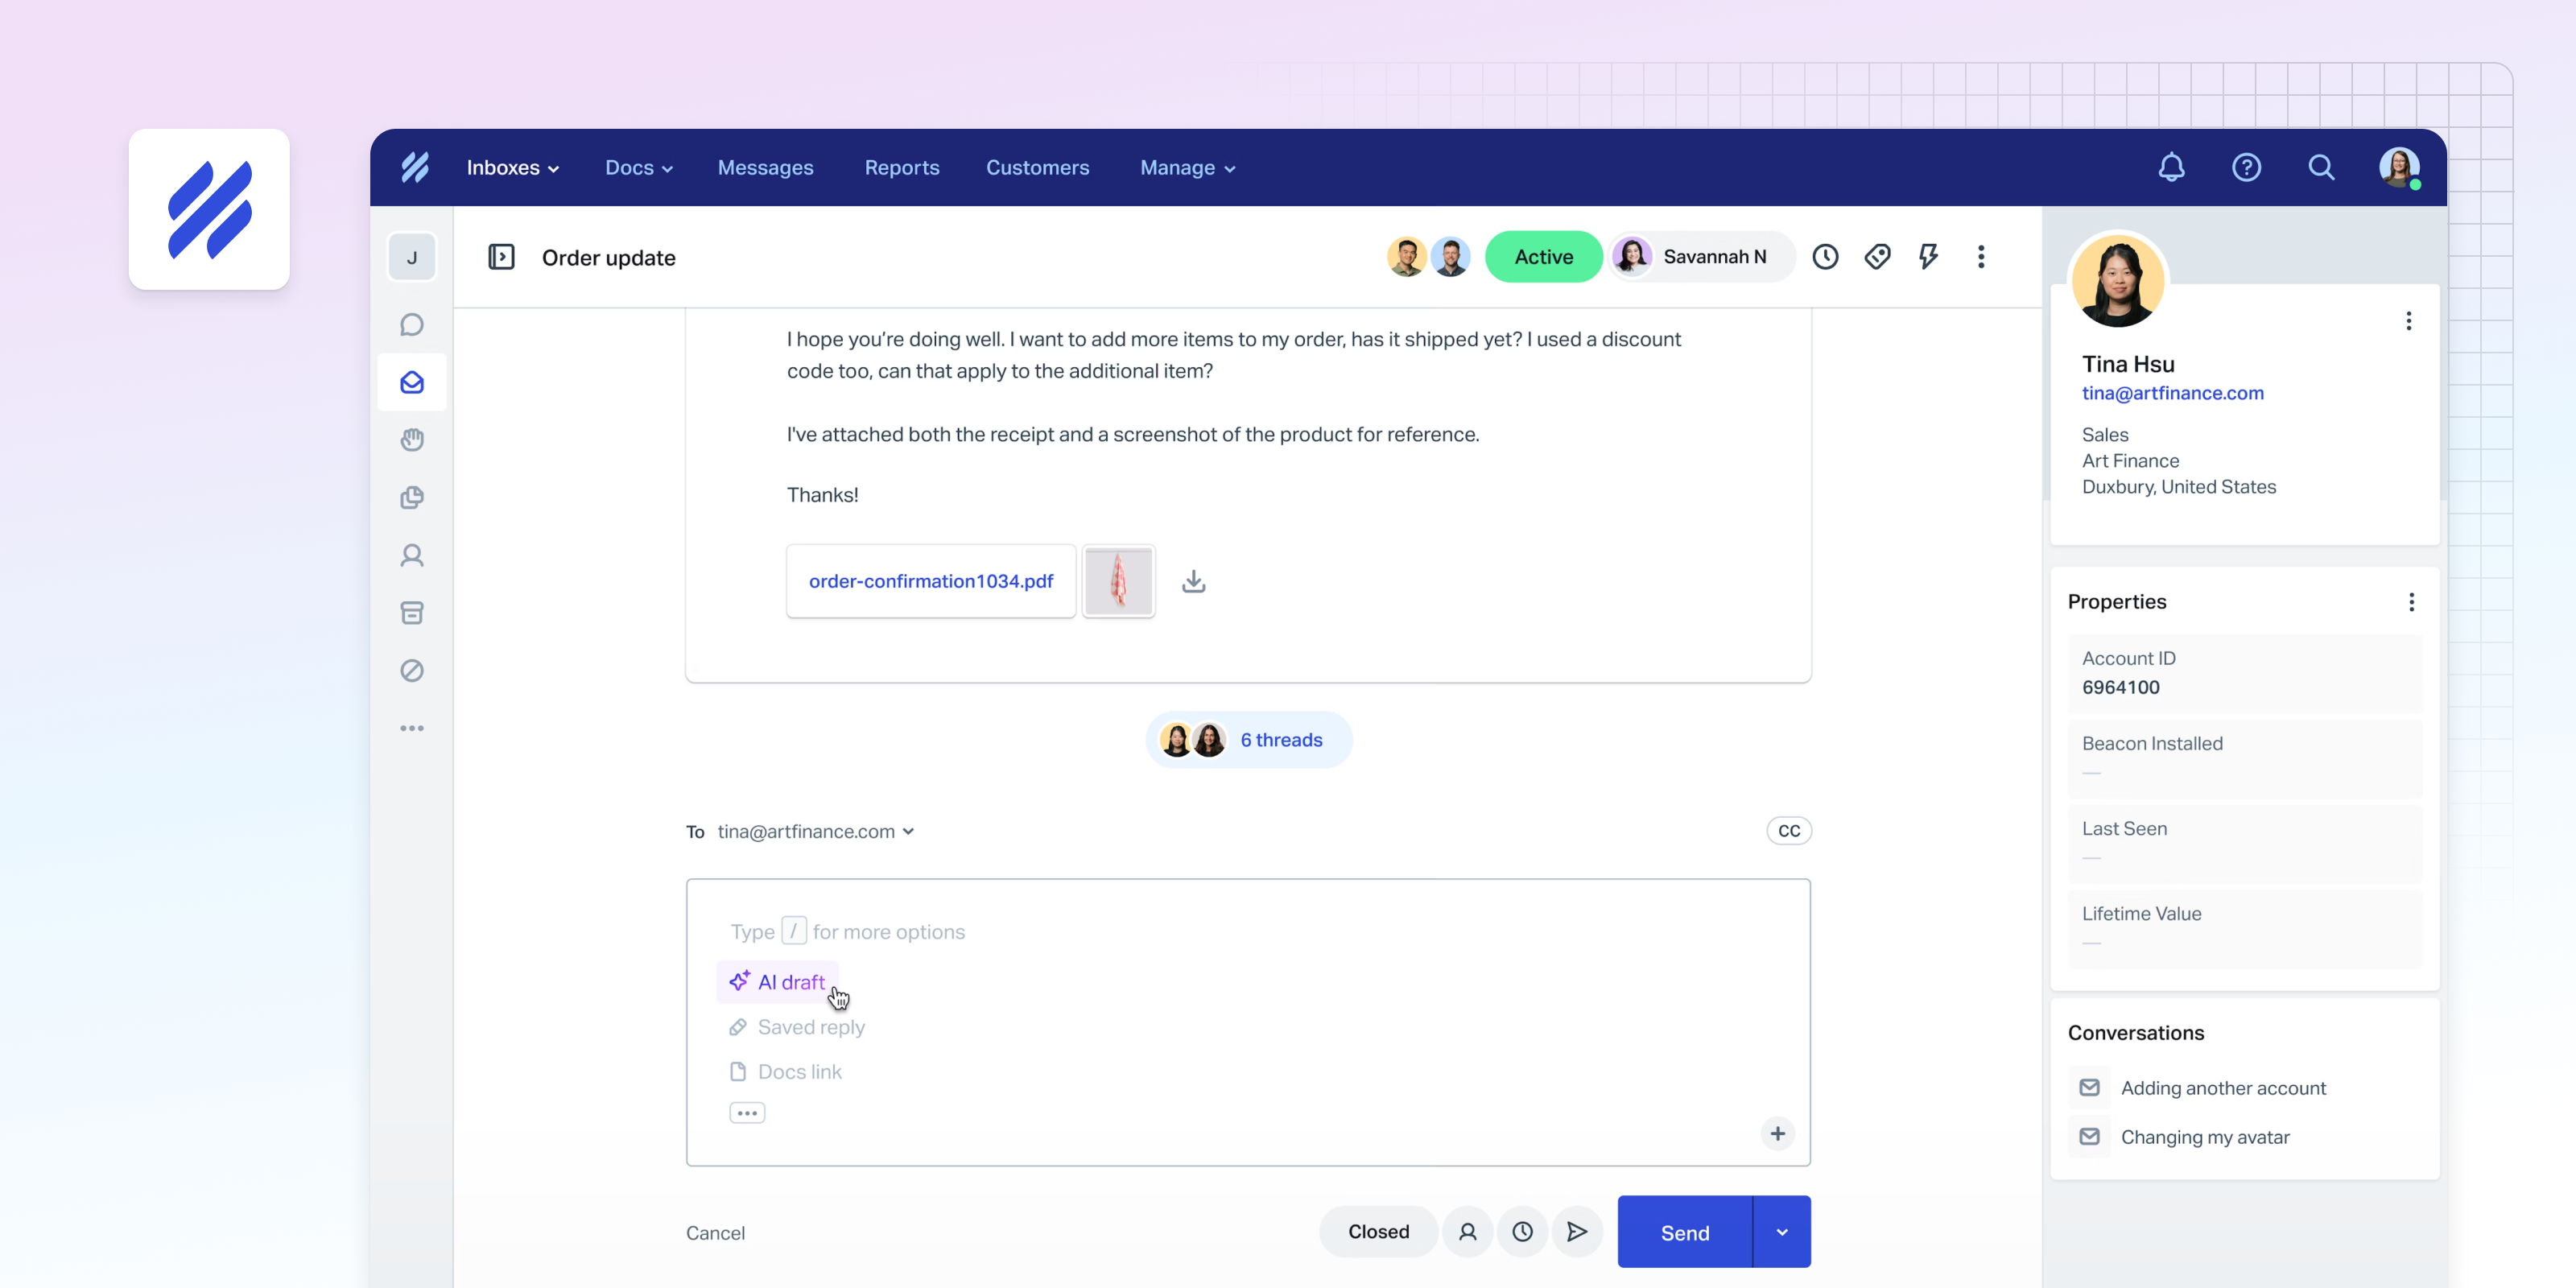 Inboxes
Docs
Messages
Reports
Customers
Manage
J
Order update
Active
Savannah N
I hope you’re doing well. I want to add more items to my order, has it shipped yet? I used a discount
code too, can that apply to the additional item?
I've attached both the receipt and a screenshot of the product for reference.
Thanks!
order-confirmation1034.pdf
6 threads
To tina@artfinance.com
CC
Type / for more options
AI draft
Saved reply
Docs link
Cancel
Closed
Send
Tina Hsu
tina@artfinance.com
Sales
Art Finance
Duxbury, United States
Properties
Account ID
6964100
Beacon Installed
—
Last Seen
—
Lifetime Value
—
Conversations
Adding another account
Changing my avatar